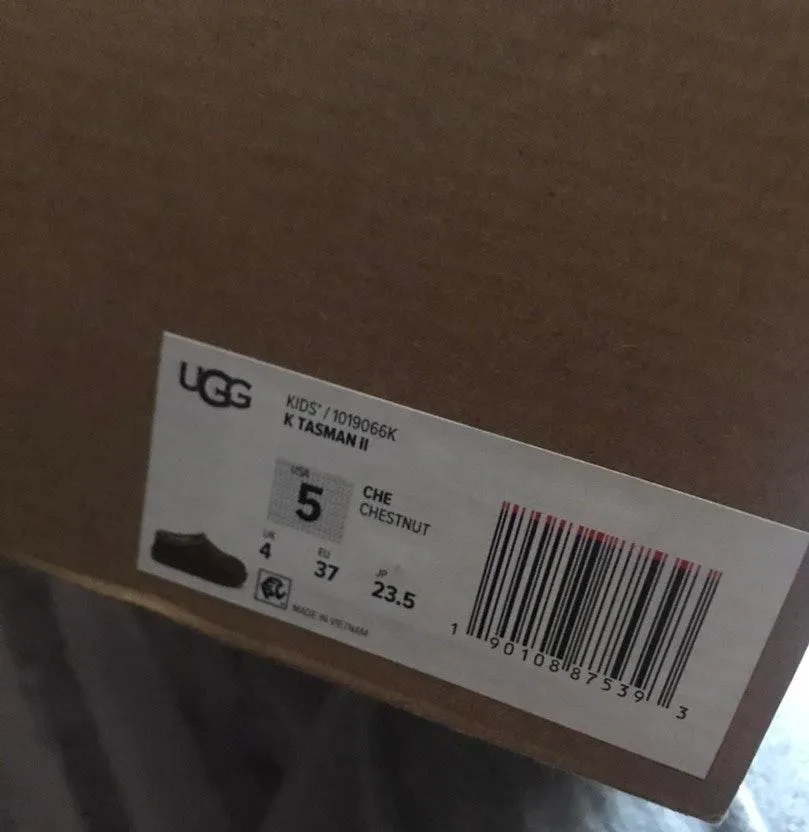 UGG
KIDS' / 1019066K
K TASMAN II
USA
5
CHE
CHESTNUT
UK
4
EU
37
JP
23.5
MADE IN VIETNAM
1 90108 87539 3